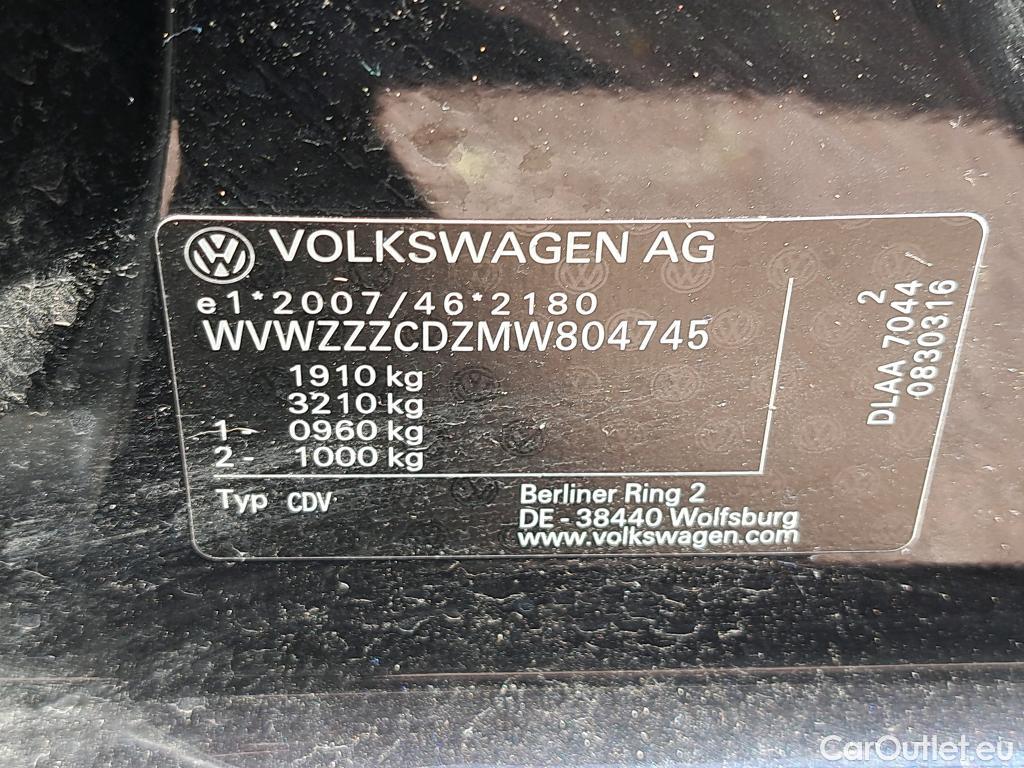 VOLKSWAGEN AG
e1*2007/46*2180
WVWZZZCDZMW804745
1910 kg
3210 kg
1- 0960 kg
2- 1000 kg
Typ CDV
Berliner Ring 2
DE-38440 Wolfsburg
www.volkswagen.com
2
DLAA 7044
0830316
CarOutlet.eu